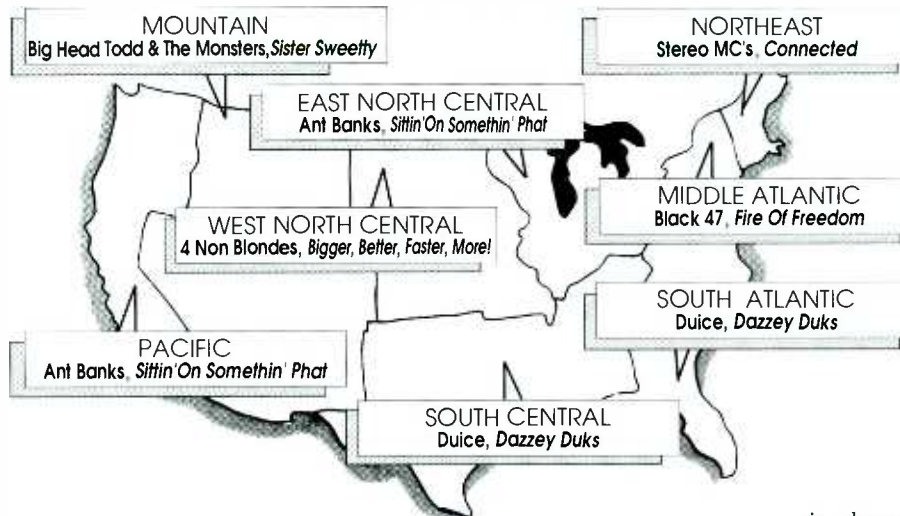 MOUNTAIN
Big Head Todd & The Monsters, Sister Sweetly
NORTHEAST
Stereo MC's, Connected
EAST NORTH CENTRAL
Ant Banks, Sittin' On Somethin' Phat
MIDDLE ATLANTIC
Black 47, Fire Of Freedom
WEST NORTH CENTRAL
4 Non Blondes, Bigger, Better, Faster, More!
SOUTH ATLANTIC
Duice, Dazzey Duks
PACIFIC
Ant Banks, Sittin' On Somethin' Phat
SOUTH CENTRAL
Duice, Dazzey Duks